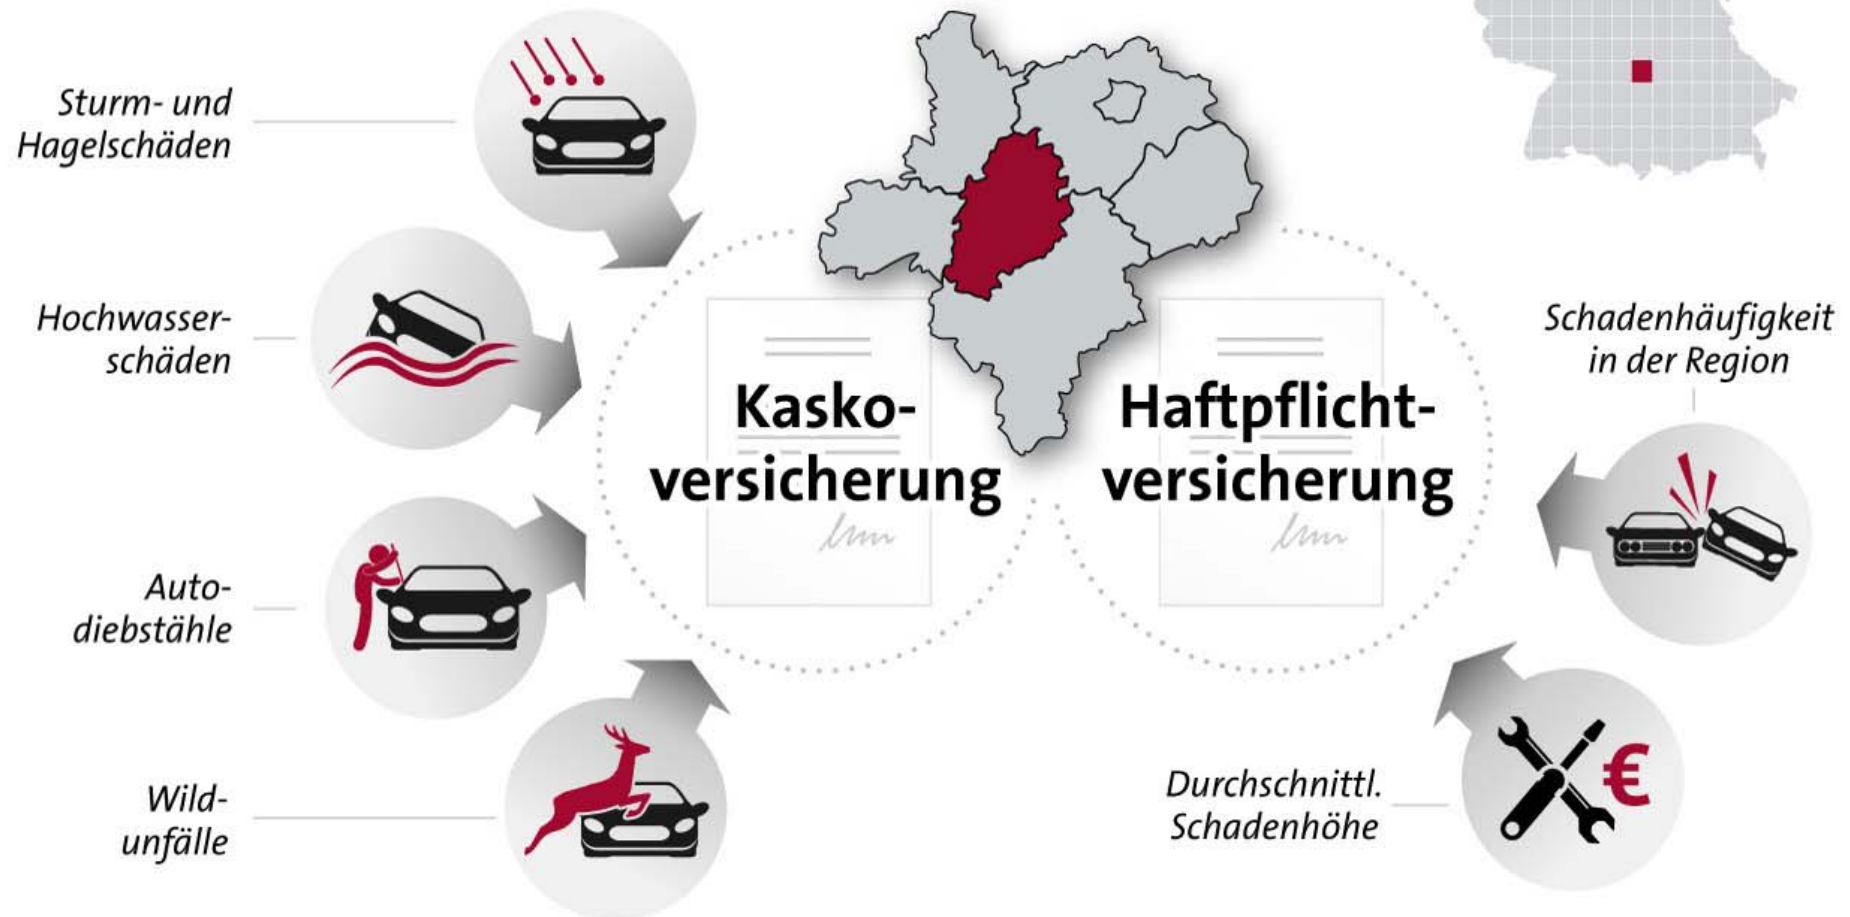 Sturm- und
Hagelschäden
Hochwasser-
schäden
Auto-
diebstähle
Wild-
unfälle
Kasko-
versicherung
Haftpflicht-
versicherung
Schadenhäufigkeit
in der Region
Durchschnittl.
Schadenhöhe
€